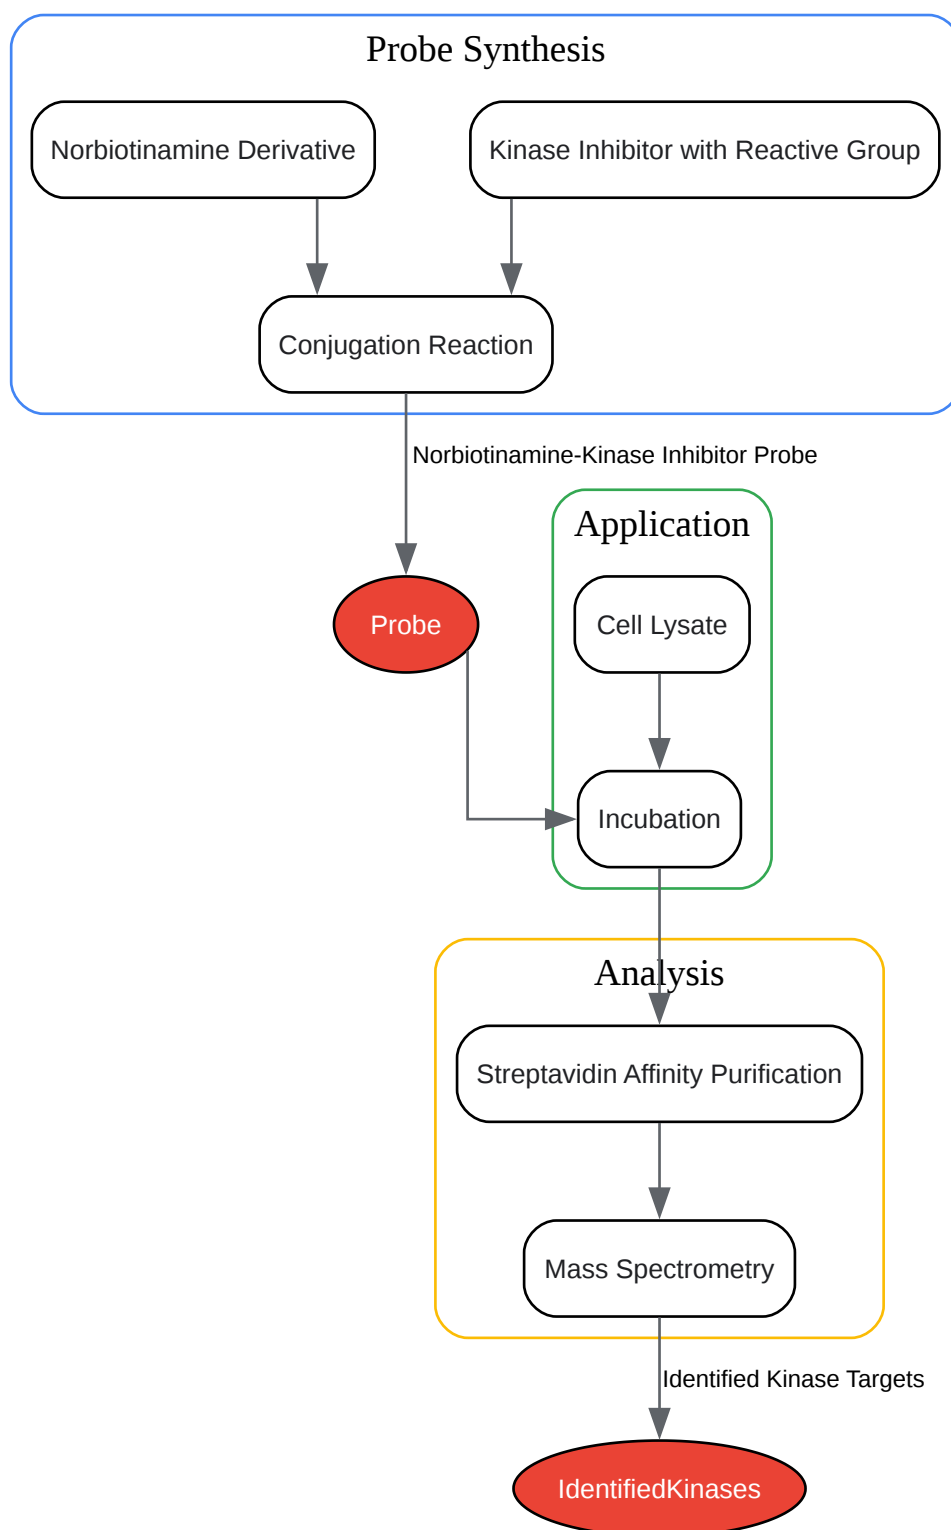 Probe Synthesis
Norbiotinamine Derivative
Kinase Inhibitor with Reactive Group
Conjugation Reaction
Norbiotinamine-Kinase Inhibitor Probe
Application
Probe
Cell Lysate
Incubation
Analysis
Streptavidin Affinity Purification
Mass Spectrometry
Identified Kinase Targets
IdentifiedKinases